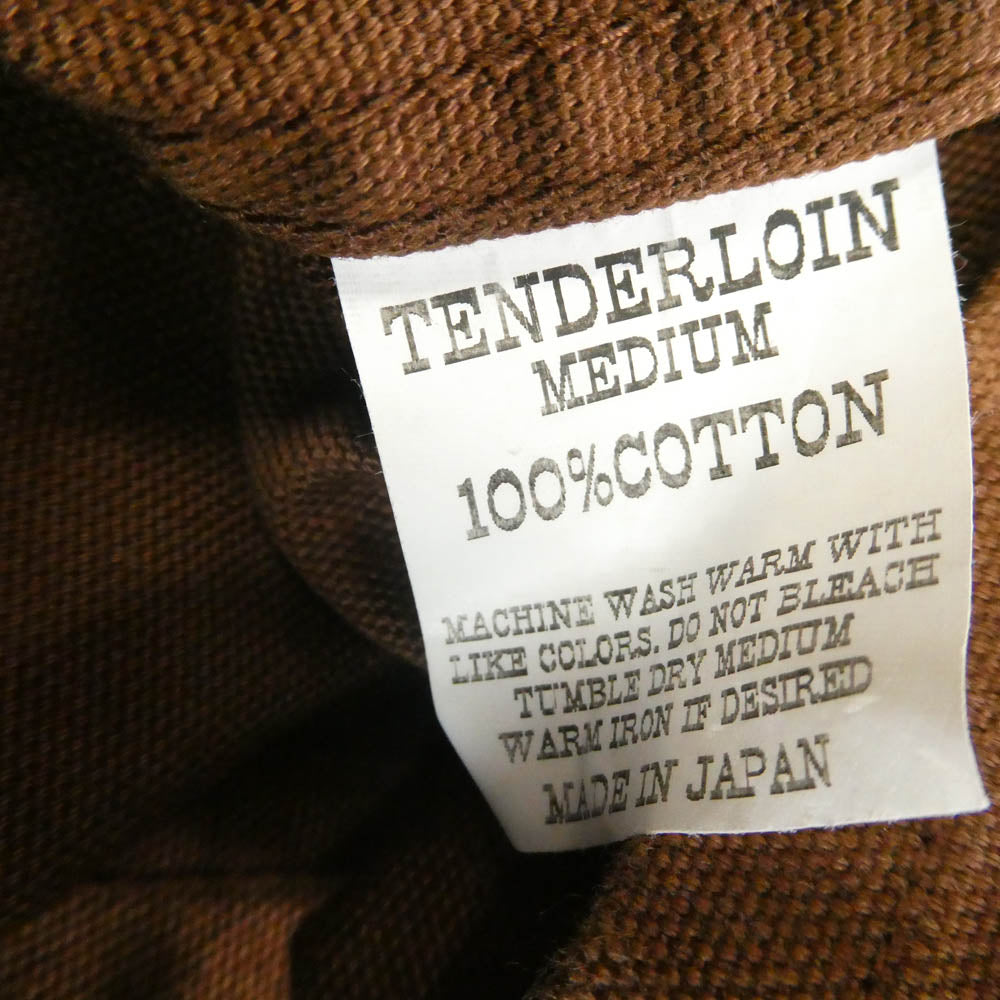 TENDERLOIN
MEDIUM
100%COTTON
MACHINE WASH WARM WITH
LIKE COLORS. DO NOT BLEACH
TUMBLE DRY MEDIUM
WARM IRON IF DESIRED
MADE IN JAPAN